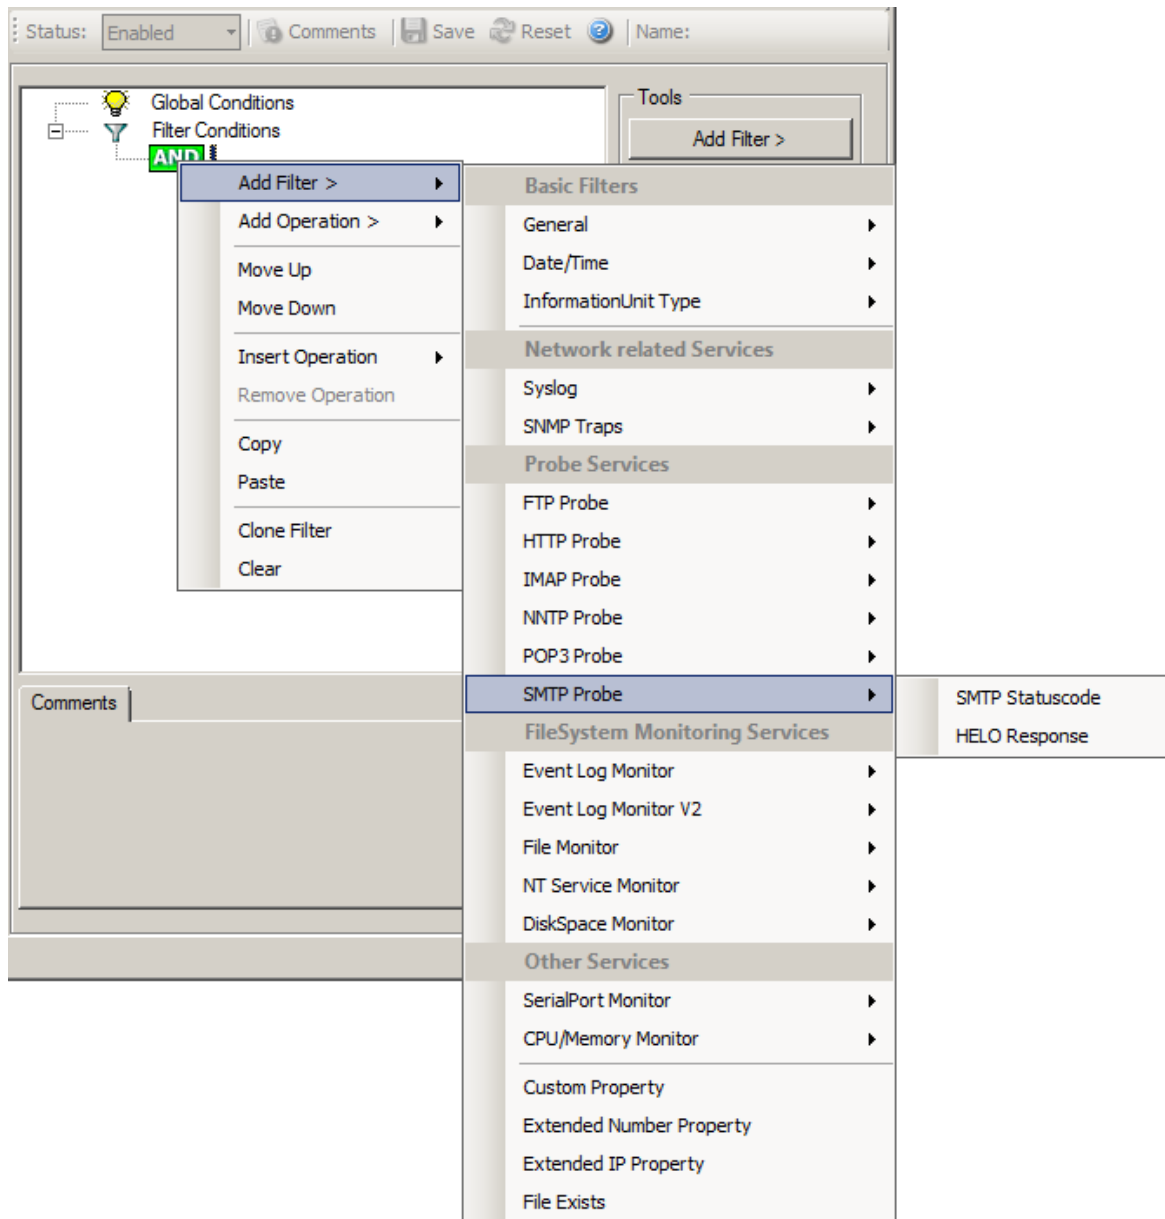 Status: Enabled Comments Save Reset Name:
Global Conditions
Filter Conditions
AND
Tools
Add Filter >
Add Filter >
Add Operation >
Move Up
Move Down
Insert Operation
Remove Operation
Copy
Paste
Clone Filter
Clear
Basic Filters
General
Date/Time
InformationUnit Type
Network related Services
Syslog
SNMP Traps
Probe Services
FTP Probe
HTTP Probe
IMAP Probe
NNTP Probe
POP3 Probe
SMTP Probe
FileSystem Monitoring Services
Event Log Monitor
Event Log Monitor V2
File Monitor
NT Service Monitor
DiskSpace Monitor
Other Services
SerialPort Monitor
CPU/Memory Monitor
Custom Property
Extended Number Property
Extended IP Property
File Exists
SMTP Statuscode
HELO Response
Comments